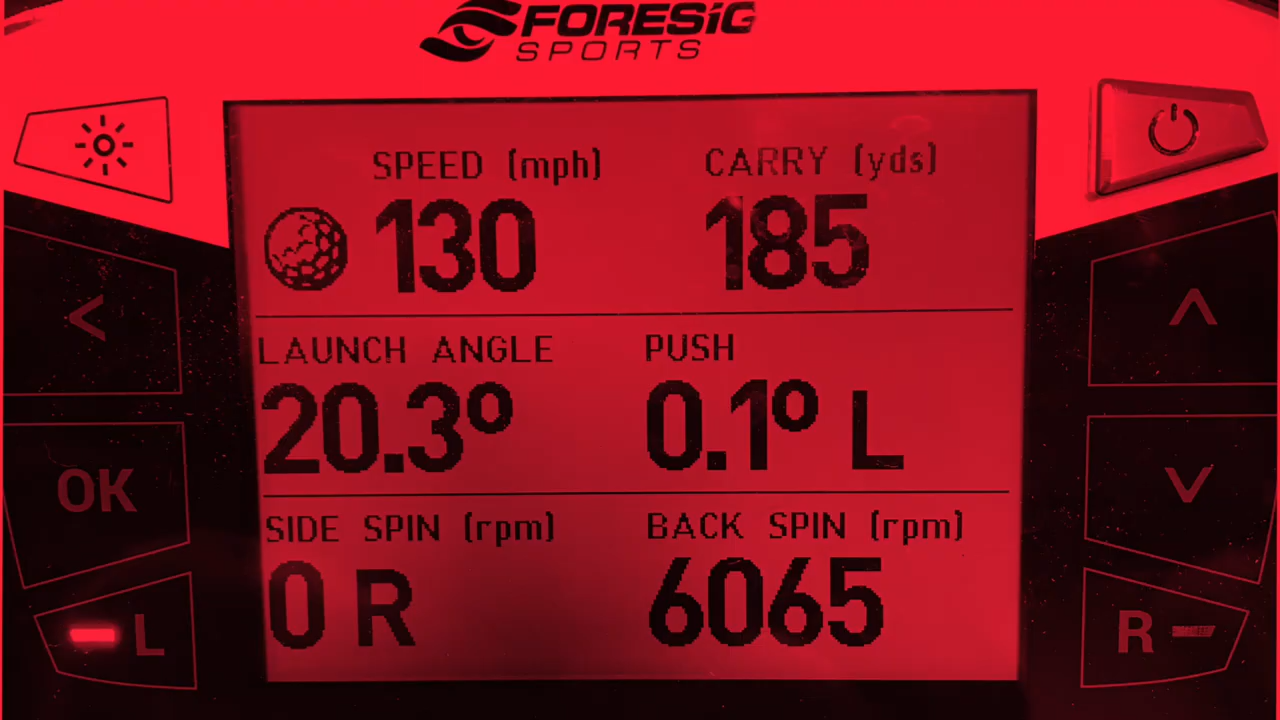 FORESIG
SPORTS
SPEED (mph) CARRY (yds)
130 185
LAUNCH ANGLE PUSH
20.3° 0.1° L
SIDE SPIN (rpm) BACK SPIN (rpm)
0 R 6065
<
OK
L
R